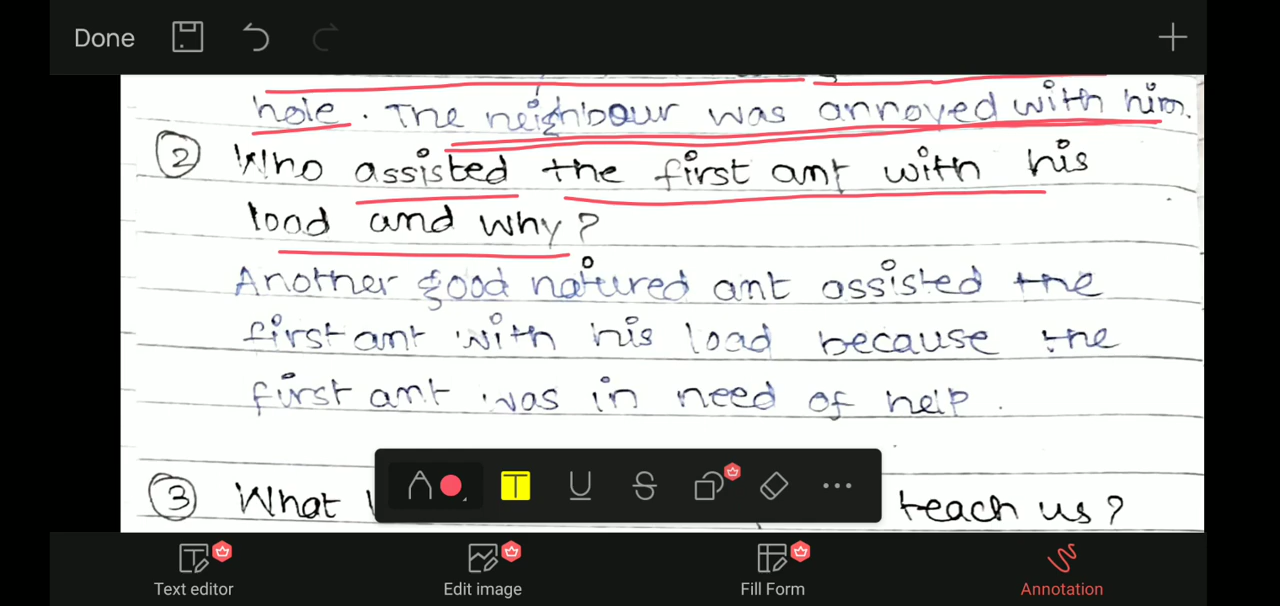 Done
hole. The neighbour was annoyed with him.
2 Who assisted the first ant with his
load and why?
Another good natured ant assisted the
first ant with his load because the
first ant was in need of help.
T
U
S
3 What
teach us?
Text editor
Edit image
Fill Form
Annotation